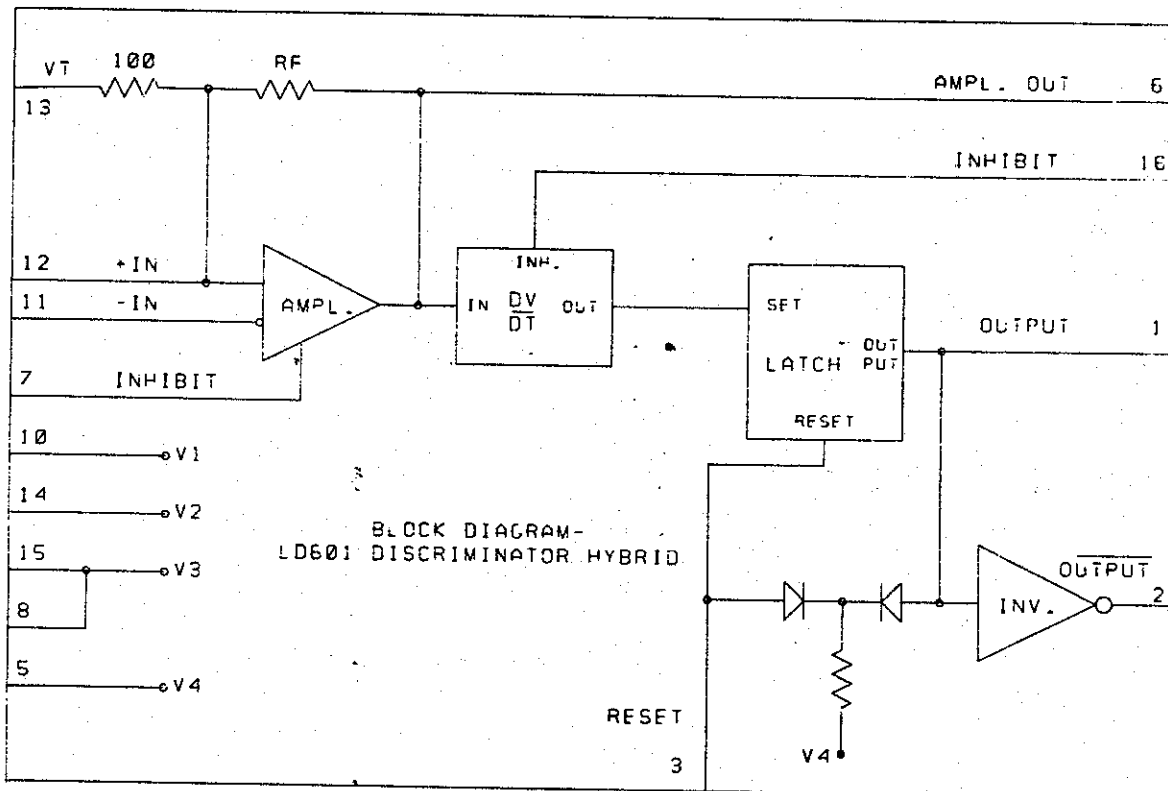 VT 100 RF
13
AMPL. OUT 6
INHIBIT 16
12 +IN
11 -IN
AMPL.
INH.
IN DV/DT OUT
SET
OUTPUT 1
OUT
PUT
LATCH
RESET
7 INHIBIT
10 V1
14 V2
15 V3
8
5 V4
BLOCK DIAGRAM-
LD601 DISCRIMINATOR HYBRID
INV.
OUTPUT
2
RESET
3
V4